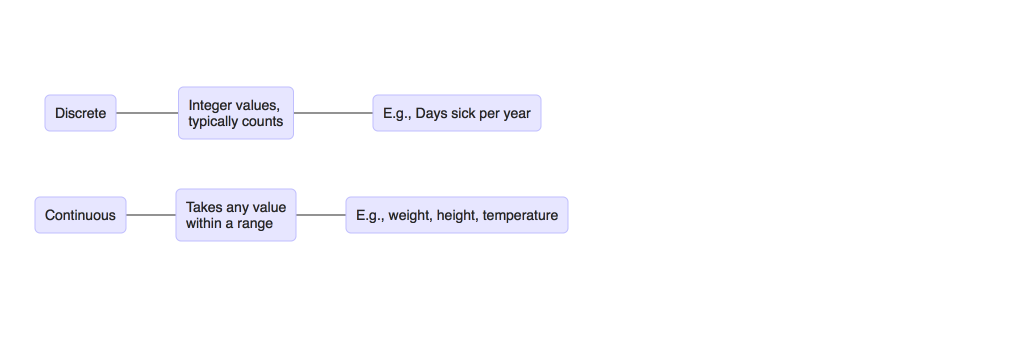 Discrete
Integer values,
typically counts
E.g., Days sick per year
Continuous
Takes any value
within a range
E.g., weight, height, temperature